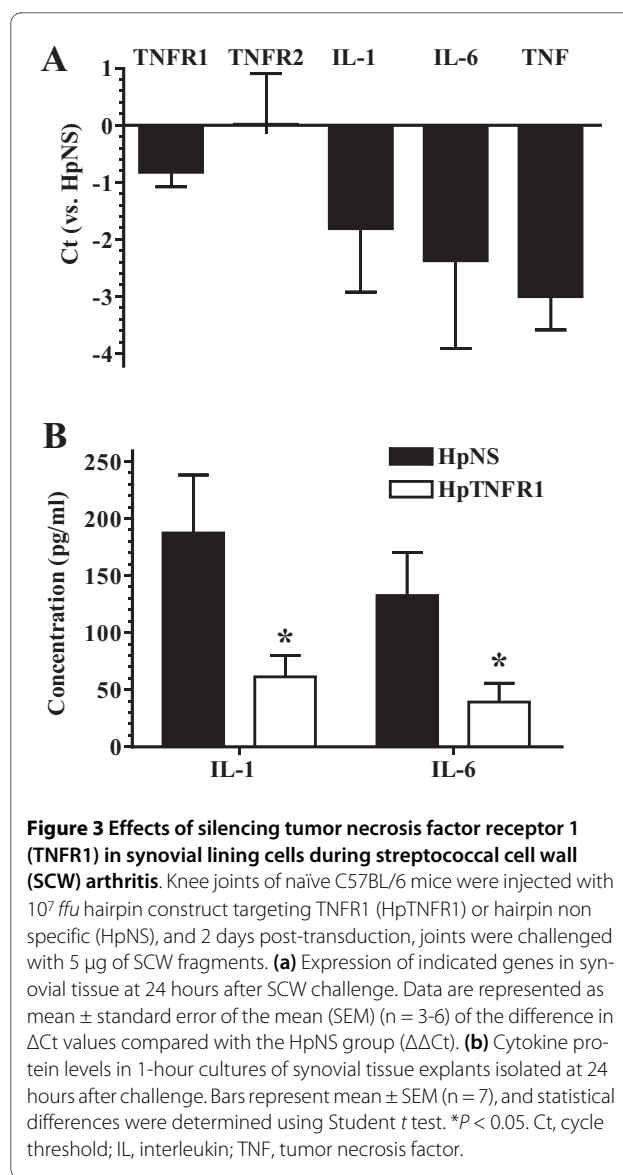 A
TNFR1 TNFR2 IL-1 IL-6 TNF
1
0
-1
-2
-3
-4
Ct (vs. HpNS)
B
HpNS
HpTNFR1
250
200
150
100
50
0
Concentration (pg/ml)
*
*
IL-1 IL-6
Figure 3 Effects of silencing tumor necrosis factor receptor 1
(TNFR1) in synovial lining cells during streptococcal cell wall
(SCW) arthritis. Knee joints of naïve C57BL/6 mice were injected with
10⁷ ffu hairpin construct targeting TNFR1 (HpTNFR1) or hairpin non
specific (HpNS), and 2 days post-transduction, joints were challenged
with 5 μg of SCW fragments. (a) Expression of indicated genes in syn-
ovial tissue at 24 hours after SCW challenge. Data are represented as
mean ± standard error of the mean (SEM) (n = 3-6) of the difference in
ΔCt values compared with the HpNS group (ΔΔCt). (b) Cytokine pro-
tein levels in 1-hour cultures of synovial tissue explants isolated at 24
hours after challenge. Bars represent mean ± SEM (n = 7), and statistical
differences were determined using Student t test. *P < 0.05. Ct, cycle
threshold; IL, interleukin; TNF, tumor necrosis factor.